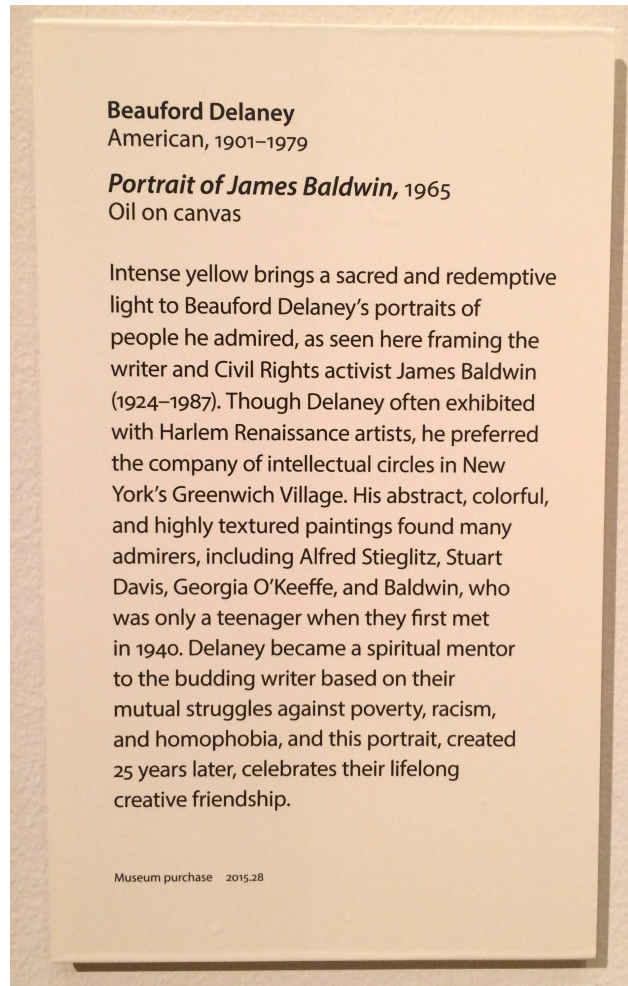 Beauford Delaney
American, 1901–1979
Portrait of James Baldwin, 1965
Oil on canvas
Intense yellow brings a sacred and redemptive
light to Beauford Delaney’s portraits of
people he admired, as seen here framing the
writer and Civil Rights activist James Baldwin
(1924–1987). Though Delaney often exhibited
with Harlem Renaissance artists, he preferred
the company of intellectual circles in New
York’s Greenwich Village. His abstract, colorful,
and highly textured paintings found many
admirers, including Alfred Stieglitz, Stuart
Davis, Georgia O’Keeffe, and Baldwin, who
was only a teenager when they first met
in 1940. Delaney became a spiritual mentor
to the budding writer based on their
mutual struggles against poverty, racism,
and homophobia, and this portrait, created
25 years later, celebrates their lifelong
creative friendship.
Museum purchase 2015.28